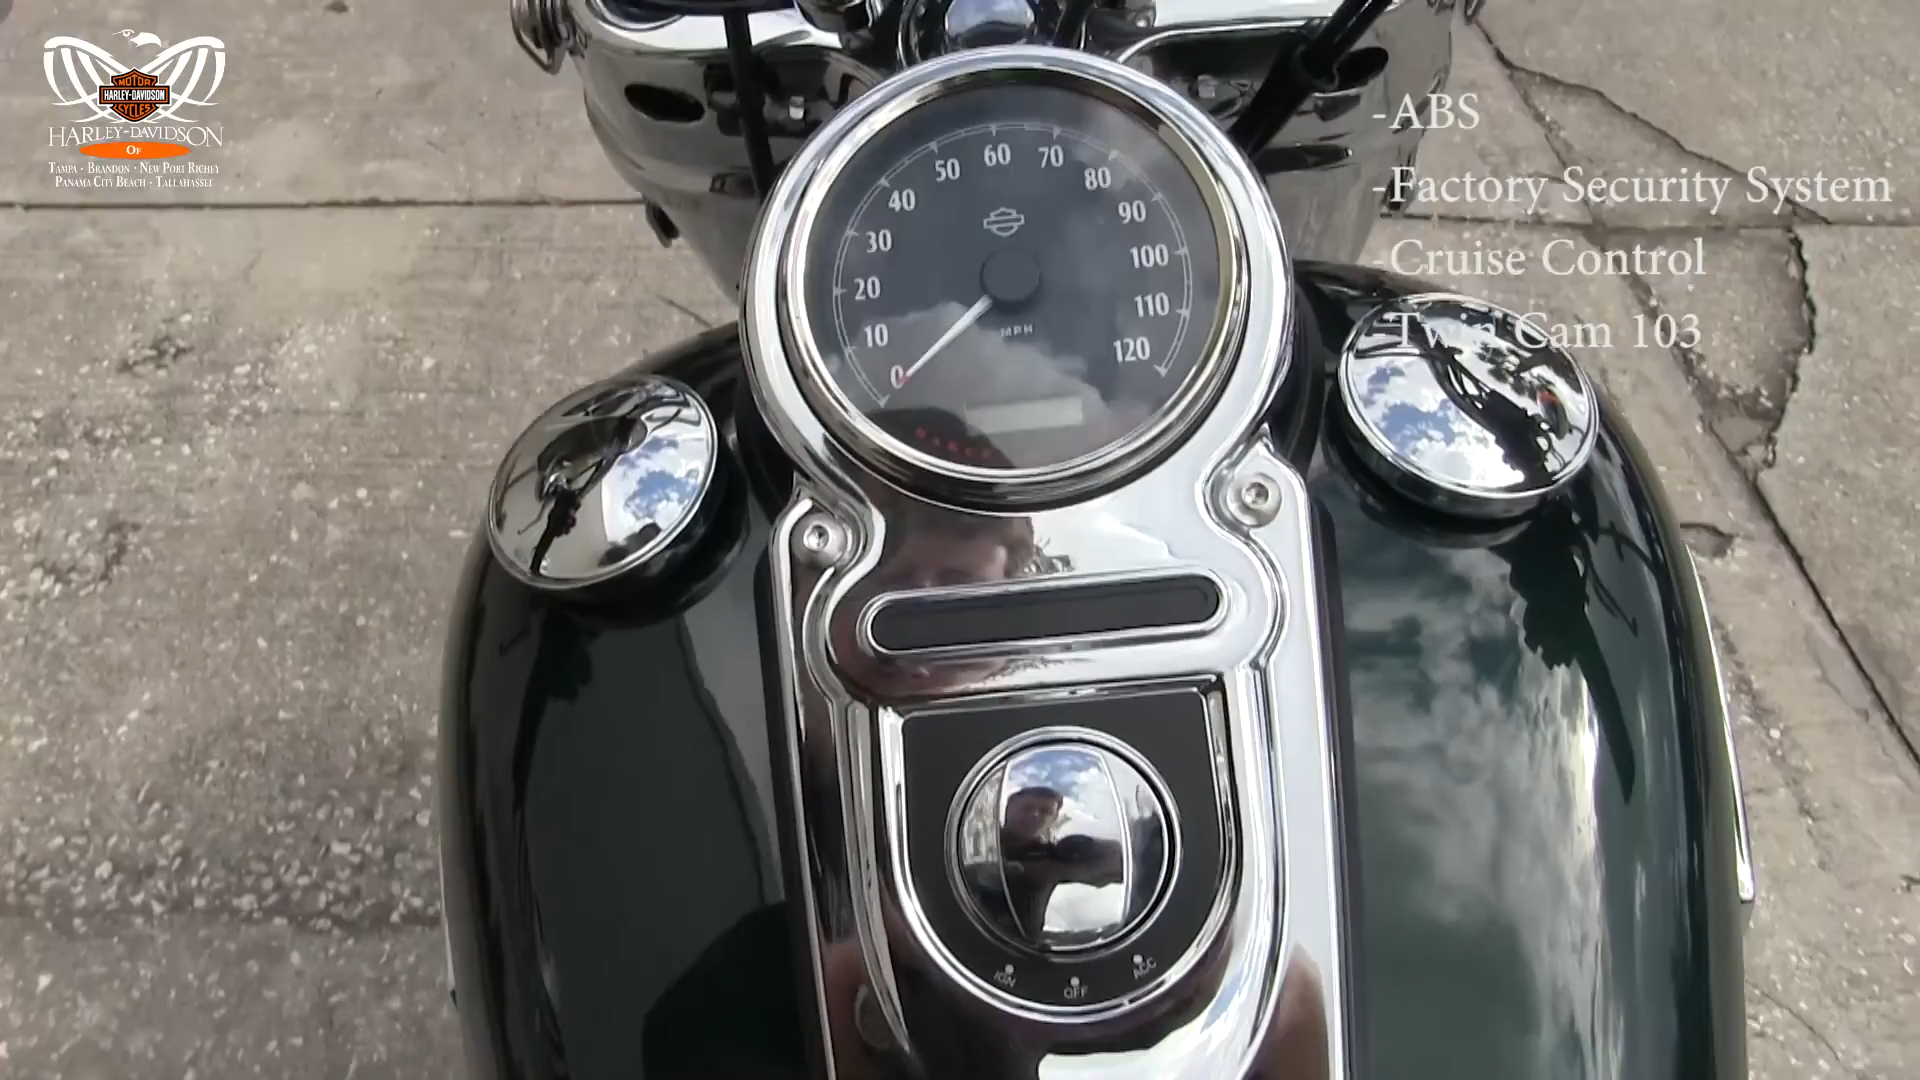 MOTOR
HARLEY-DAVIDSON
CYCLES
HARLEY-DAVIDSON
OF
TAMPA - BRANDON - NEW PORT RICHEY
PANAMA CITY BEACH - TALLAHASSEE
-ABS
-Factory Security System
-Cruise Control
-Twin Cam 103
0
10
20
30
40
50
60
70
80
90
100
110
120
MPH
IGN
OFF
ACC